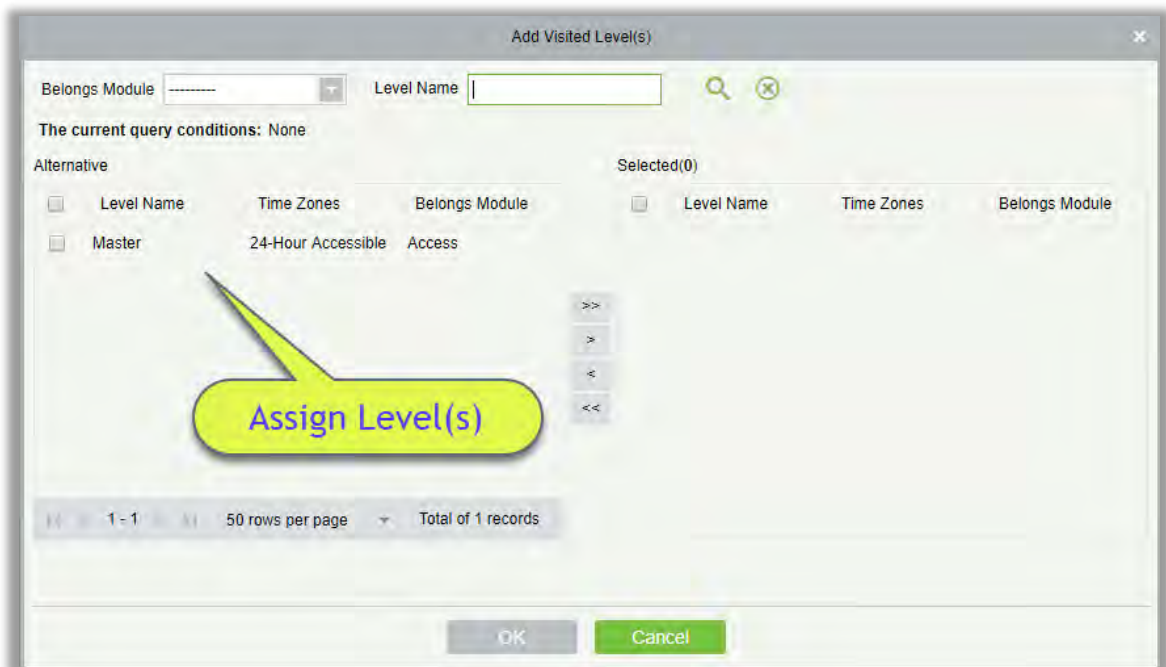 Add Visited Level(s)
Belongs Module --------- Level Name
The current query conditions: None
Alternative Selected(0)
Level Name Time Zones Belongs Module Level Name Time Zones Belongs Module
Master 24-Hour Accessible Access
>>
>
<
<<
Assign Level(s)
1 - 1 50 rows per page Total of 1 records
OK Cancel